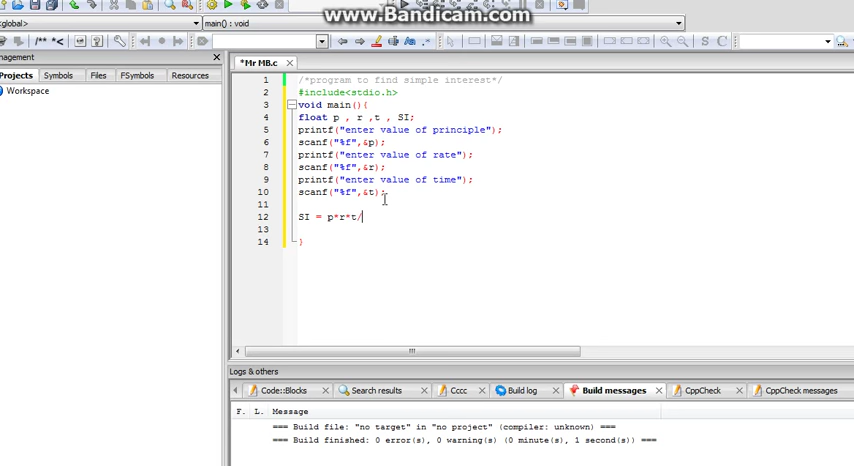 www.Bandicam.com
<global>
main() : void
/** *<
Aa .*
S C
nagement
*Mr MB.c
Projects Symbols Files FSymbols Resources
Workspace
1 /*program to find simple interest*/
2 #include<stdio.h>
3 void main(){
4 float p , r ,t , SI;
5 printf("enter value of principle");
6 scanf("%f",&p);
7 printf("enter value of rate");
8 scanf("%f",&r);
9 printf("enter value of time");
10 scanf("%f",&t);
11
12 SI = p*r*t/
13
14 }
Logs & others
Code::Blocks Search results Cccc Build log Build messages CppCheck CppCheck messages
F. L. Message
=== Build file: "no target" in "no project" (compiler: unknown) ===
=== Build finished: 0 error(s), 0 warning(s) (0 minute(s), 1 second(s)) ===